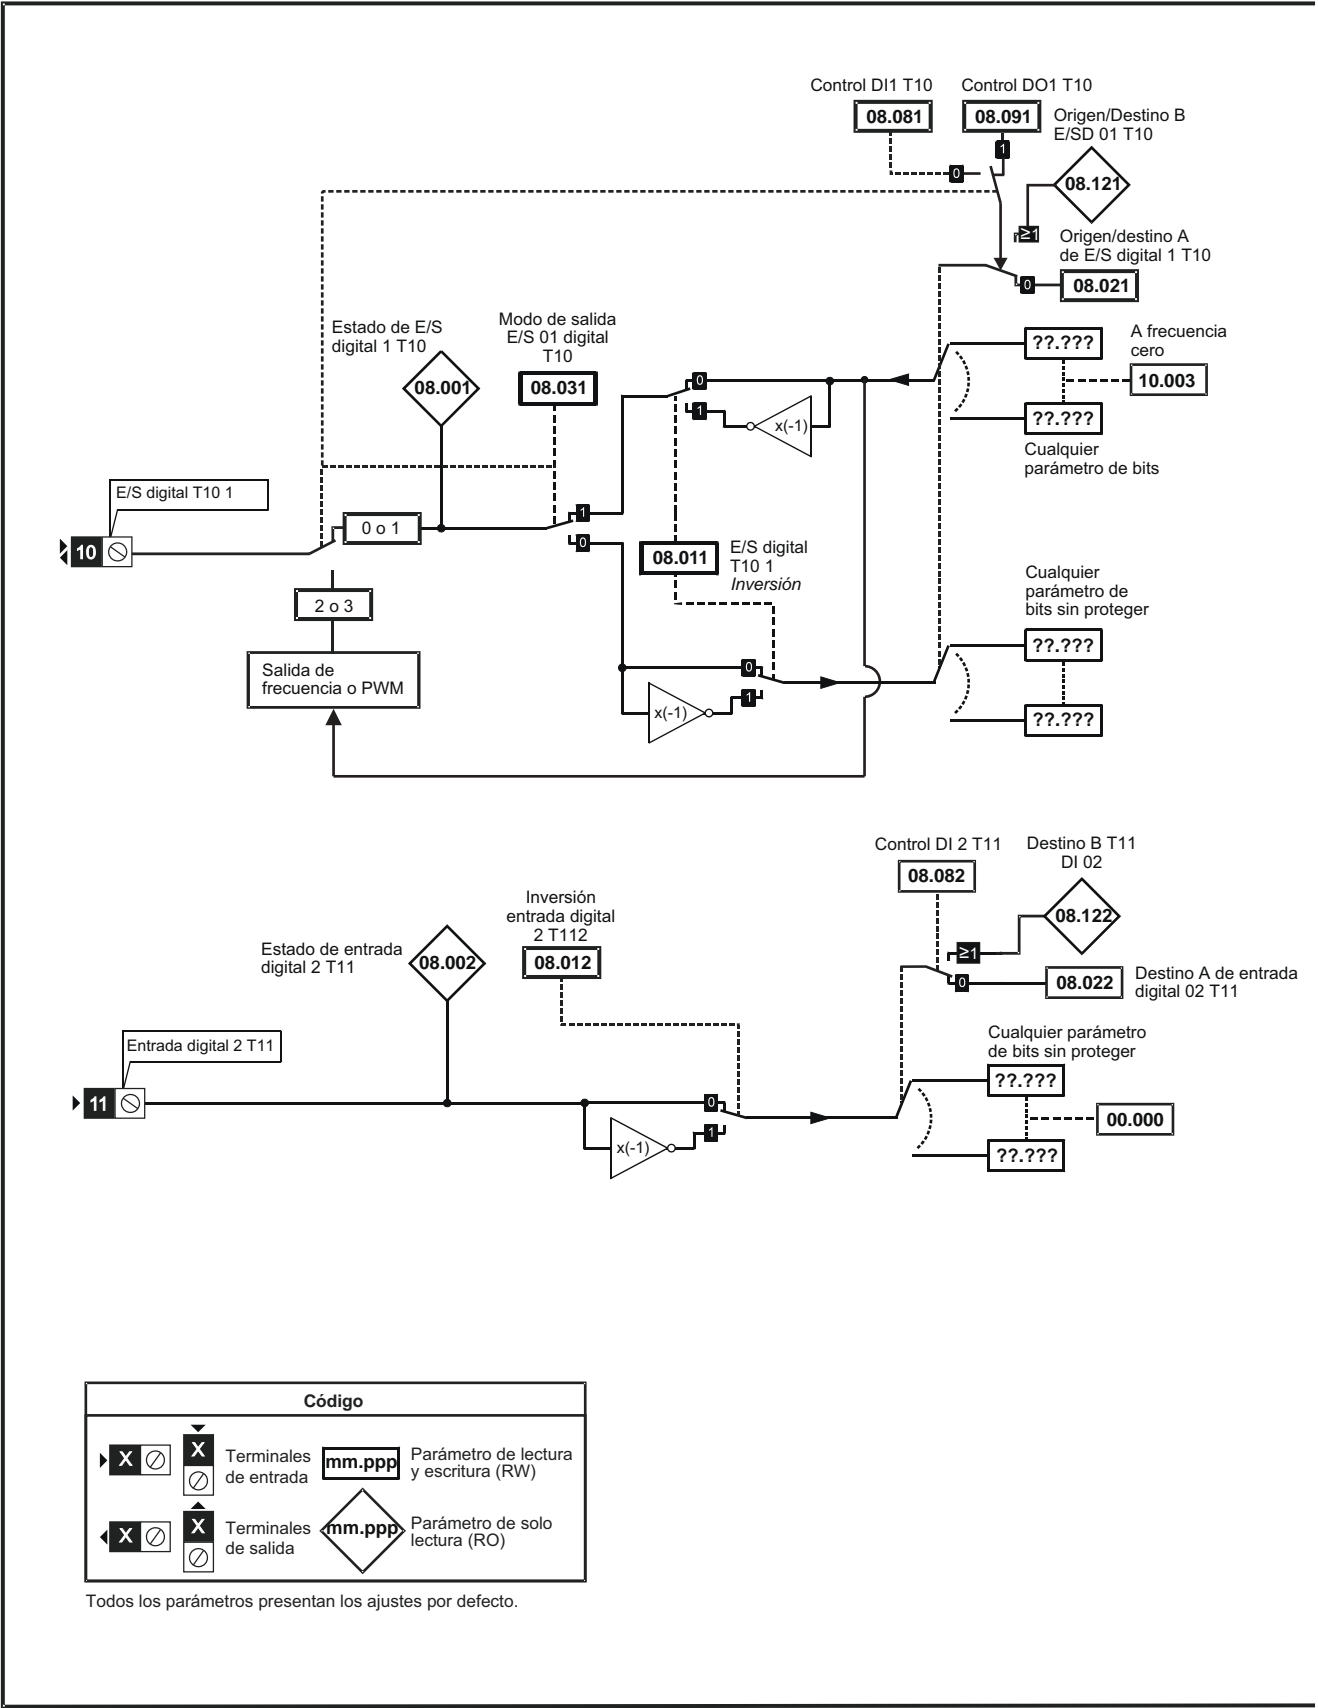 Control DI1 T10
Control DO1 T10
08.081
08.091
Origen/Destino B
E/SD 01 T10
1
0
08.121
≥1
Origen/destino A
de E/S digital 1 T10
0
08.021
Estado de E/S
digital 1 T10
08.001
Modo de salida
E/S 01 digital
T10
08.031
0
1
x(-1)
??.???
A frecuencia
cero
10.003
??.???
Cualquier
parámetro de bits
E/S digital T10 1
10
0 o 1
1
0
08.011
E/S digital
T10 1
Inversión
2 o 3
Salida de
frecuencia o PWM
Cualquier
parámetro de
bits sin proteger
??.???
??.???
0
1
x(-1)
Control DI 2 T11
08.082
Destino B T11
DI 02
08.122
≥1
0
08.022
Destino A de entrada
digital 02 T11
Estado de entrada
digital 2 T11
08.002
Inversión
entrada digital
2 T112
08.012
Entrada digital 2 T11
11
0
1
x(-1)
Cualquier parámetro
de bits sin proteger
??.???
00.000
??.???
Código
X
X
Terminales
de entrada
mm.ppp
Parámetro de lectura
y escritura (RW)
X
X
Terminales
de salida
mm.ppp
Parámetro de solo
lectura (RO)
Todos los parámetros presentan los ajustes por defecto.